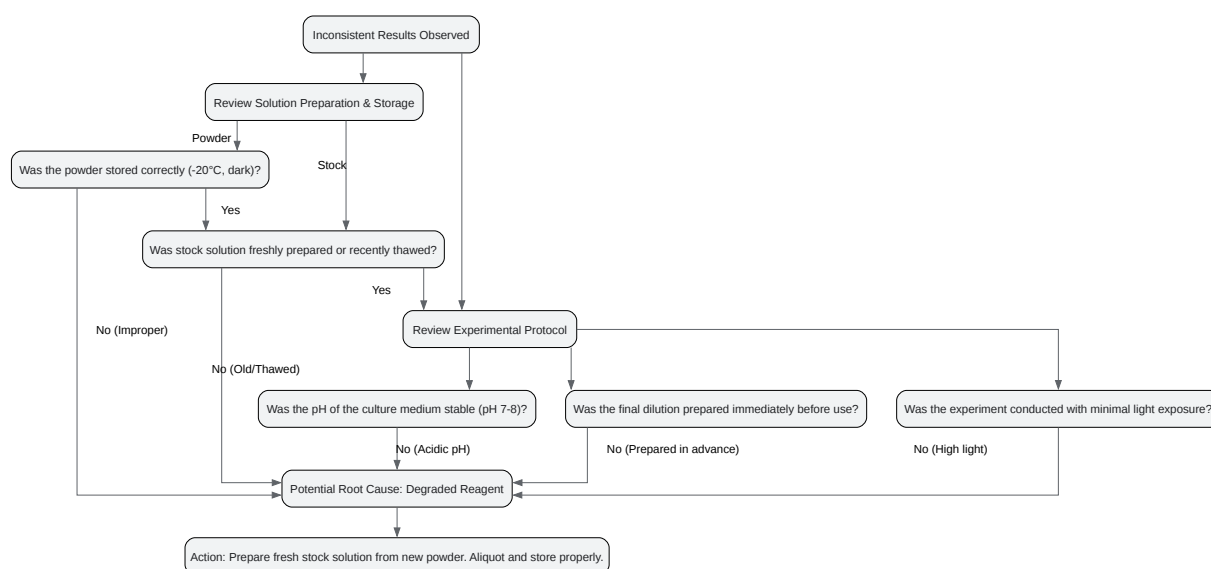 Inconsistent Results Observed
Review Solution Preparation & Storage
Powder
Stock
Was the powder stored correctly (-20°C, dark)?
Yes
Was stock solution freshly prepared or recently thawed?
Yes
No (Improper)
Review Experimental Protocol
No (Old/Thawed)
Was the pH of the culture medium stable (pH 7-8)?
Was the final dilution prepared immediately before use?
Was the experiment conducted with minimal light exposure?
No (Acidic pH)
No (Prepared in advance)
No (High light)
Potential Root Cause: Degraded Reagent
Action: Prepare fresh stock solution from new powder. Aliquot and store properly.